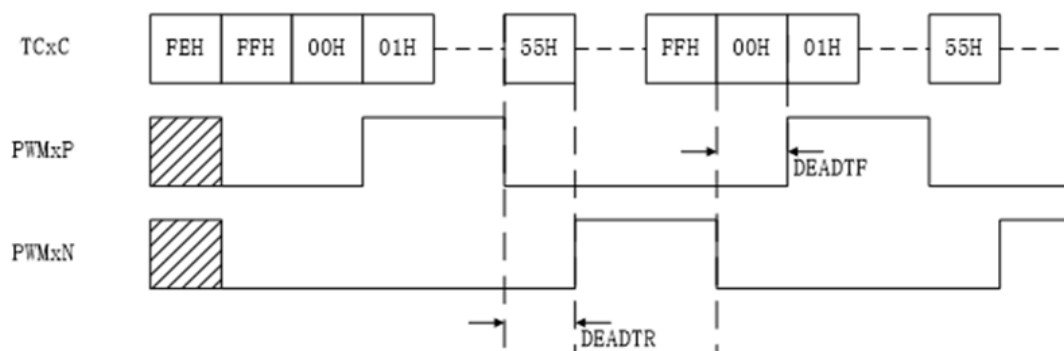 TCxC FEH FFH 00H 01H 55H FFH 00H 01H 55H
PWMxP
DEADTF
PWMxN
DEADTR